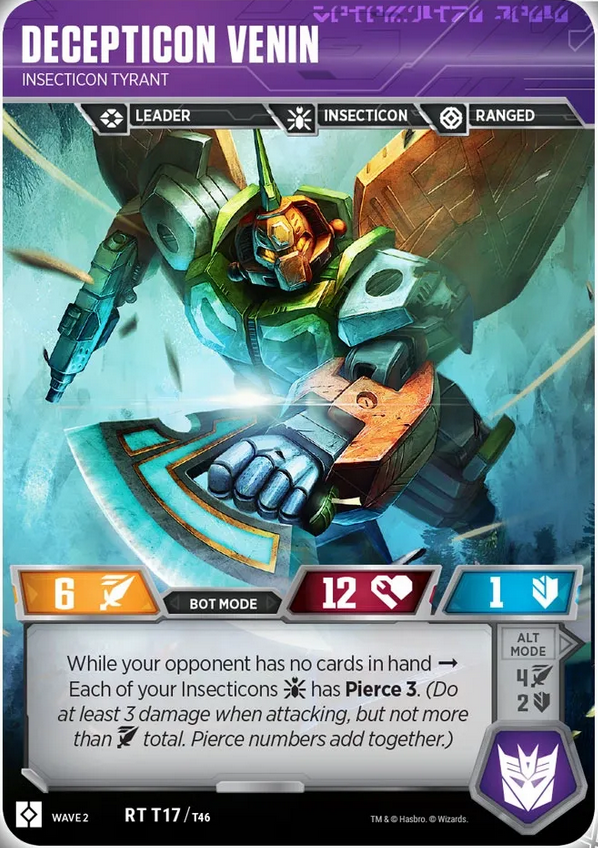 DECEPTICON VENIN
INSECTICON TYRANT
LEADER INSECTICON RANGED
6 BOT MODE 12 1
While your opponent has no cards in hand →
Each of your Insecticons has Pierce 3. (Do
at least 3 damage when attacking, but not more
than total. Pierce numbers add together.)
ALT
MODE
4
2
WAVE 2 RT T17 / T46 TM & © Hasbro. © Wizards.